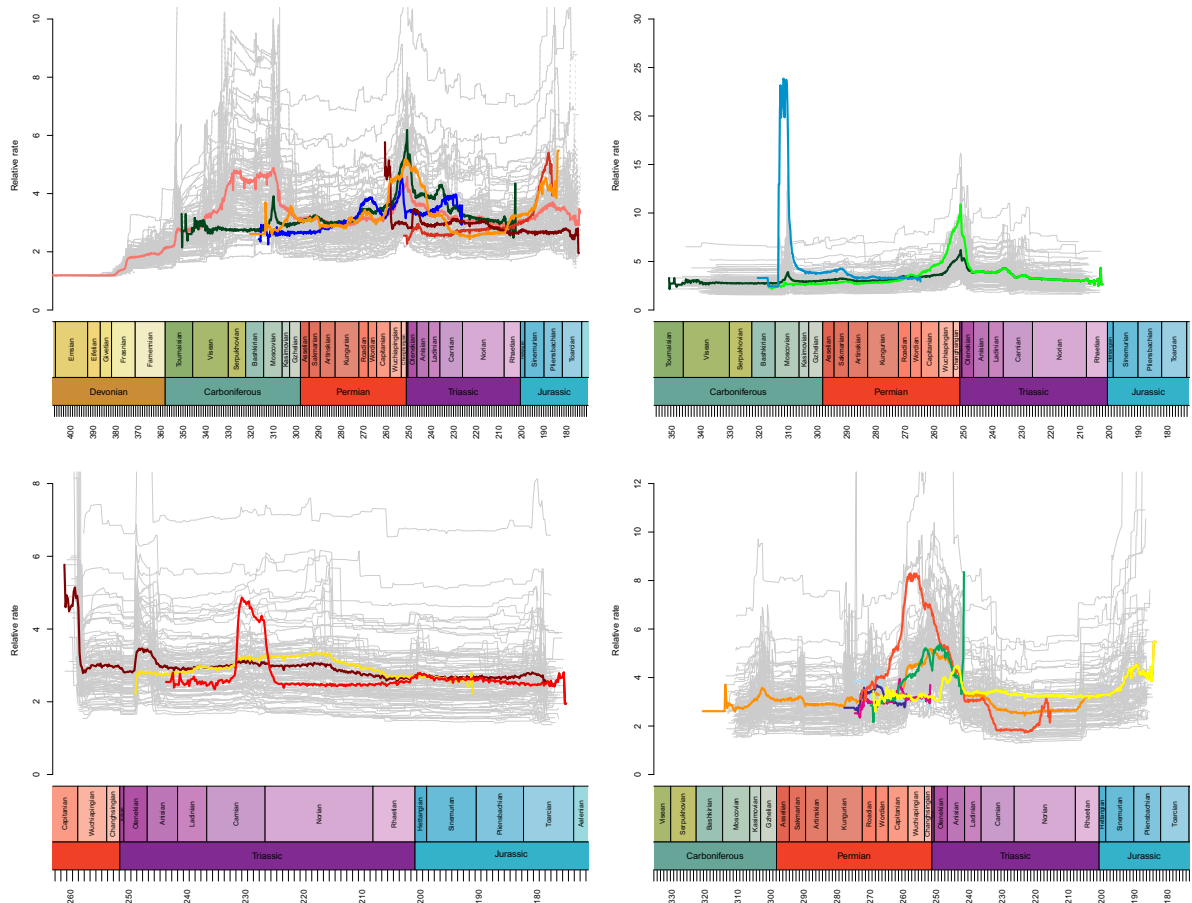 10
8
6
4
2
0
Relative rate
Emsian
Eifelian
Givetian
Frasnian
Famennian
Tournaisian
Visean
Serpukhovian
Bashkirian
Moscovian
Kasimovian
Gzhelian
Asselian
Sakmarian
Artinskian
Kungurian
Roadian
Wordian
Capitanian
Wuchiapingian
Olenekian
Anisian
Ladinian
Carnian
Norian
Rhaetian
Sinemurian
Pliensbachian
Toarcian
Devonian
Carboniferous
Permian
Triassic
Jurassic
400
390
380
370
360
350
340
330
320
310
300
290
280
270
260
250
240
230
220
210
200
190
180
30
25
20
15
10
5
0
Relative rate
Tournaisian
Visean
Serpukhovian
Bashkirian
Moscovian
Kasimovian
Gzhelian
Asselian
Sakmarian
Artinskian
Kungurian
Roadian
Wordian
Capitanian
Wuchiapingian
Changhsingian
Olenekian
Anisian
Ladinian
Carnian
Norian
Rhaetian
Hettangian
Sinemurian
Pliensbachian
Toarcian
Carboniferous
Permian
Triassic
Jurassic
350
340
330
320
310
300
290
280
270
260
250
240
230
220
210
200
190
180
8
6
4
2
0
Relative rate
Capitanian
Wuchiapingian
Changhsingian
Olenekian
Anisian
Ladinian
Carnian
Norian
Rhaetian
Hettangian
Sinemurian
Pliensbachian
Toarcian
Aalenian
Triassic
Jurassic
260
250
240
230
220
210
200
190
180
12
10
8
6
4
2
0
Relative rate
Visean
Serpukhovian
Bashkirian
Moscovian
Kasimovian
Gzhelian
Asselian
Sakmarian
Artinskian
Kungurian
Roadian
Wordian
Capitanian
Wuchiapingian
Changhsingian
Olenekian
Anisian
Ladinian
Carnian
Norian
Rhaetian
Hettangian
Sinemurian
Pliensbachian
Toarcian
Carboniferous
Permian
Triassic
Jurassic
330
320
310
300
290
280
270
260
250
240
230
220
210
200
190
180